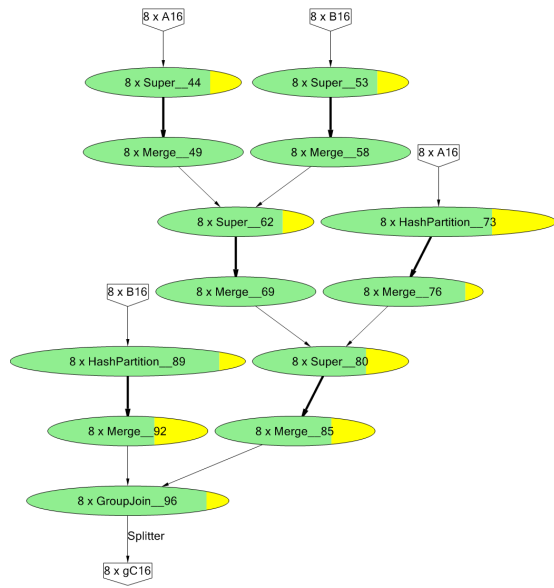 8 x A16
8 x B16
8 x Super__44
8 x Super__53
8 x Merge__49
8 x Merge__58
8 x A16
8 x Super__62
8 x HashPartition__73
8 x Merge__69
8 x Merge__76
8 x B16
8 x HashPartition__89
8 x Super__80
8 x Merge__92
8 x Merge__85
8 x GroupJoin__96
Splitter
8 x gC16